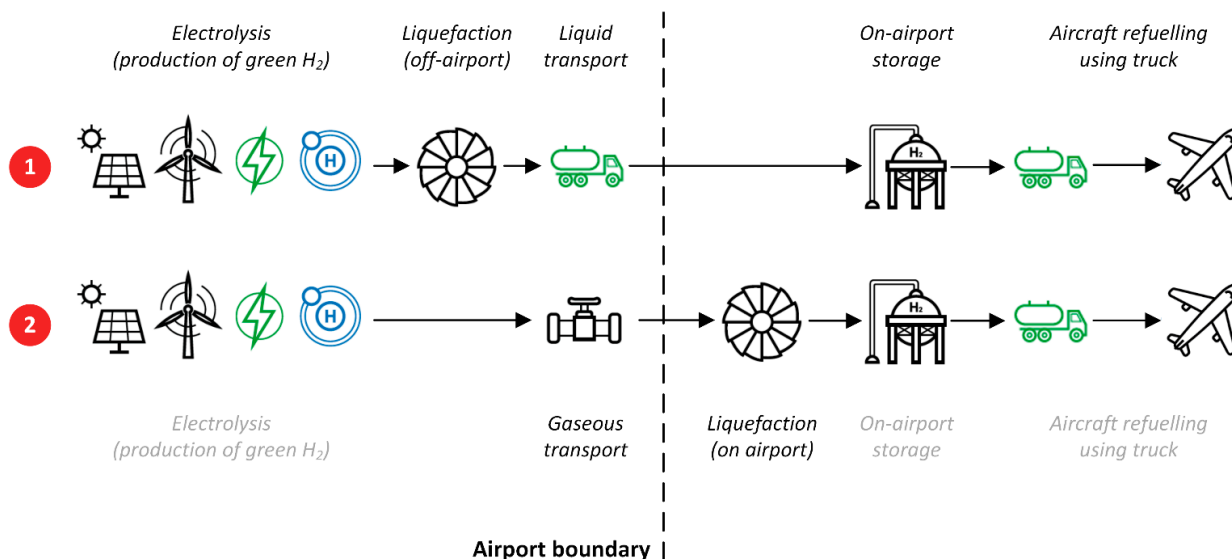 Electrolysis
(production of green H₂)
Liquefaction
(off-airport)
Liquid
transport
On-airport
storage
Aircraft refuelling
using truck
1
H
H₂
2
H
H₂
Electrolysis
(production of green H₂)
Gaseous
transport
Liquefaction
(on airport)
On-airport
storage
Aircraft refuelling
using truck
Airport boundary